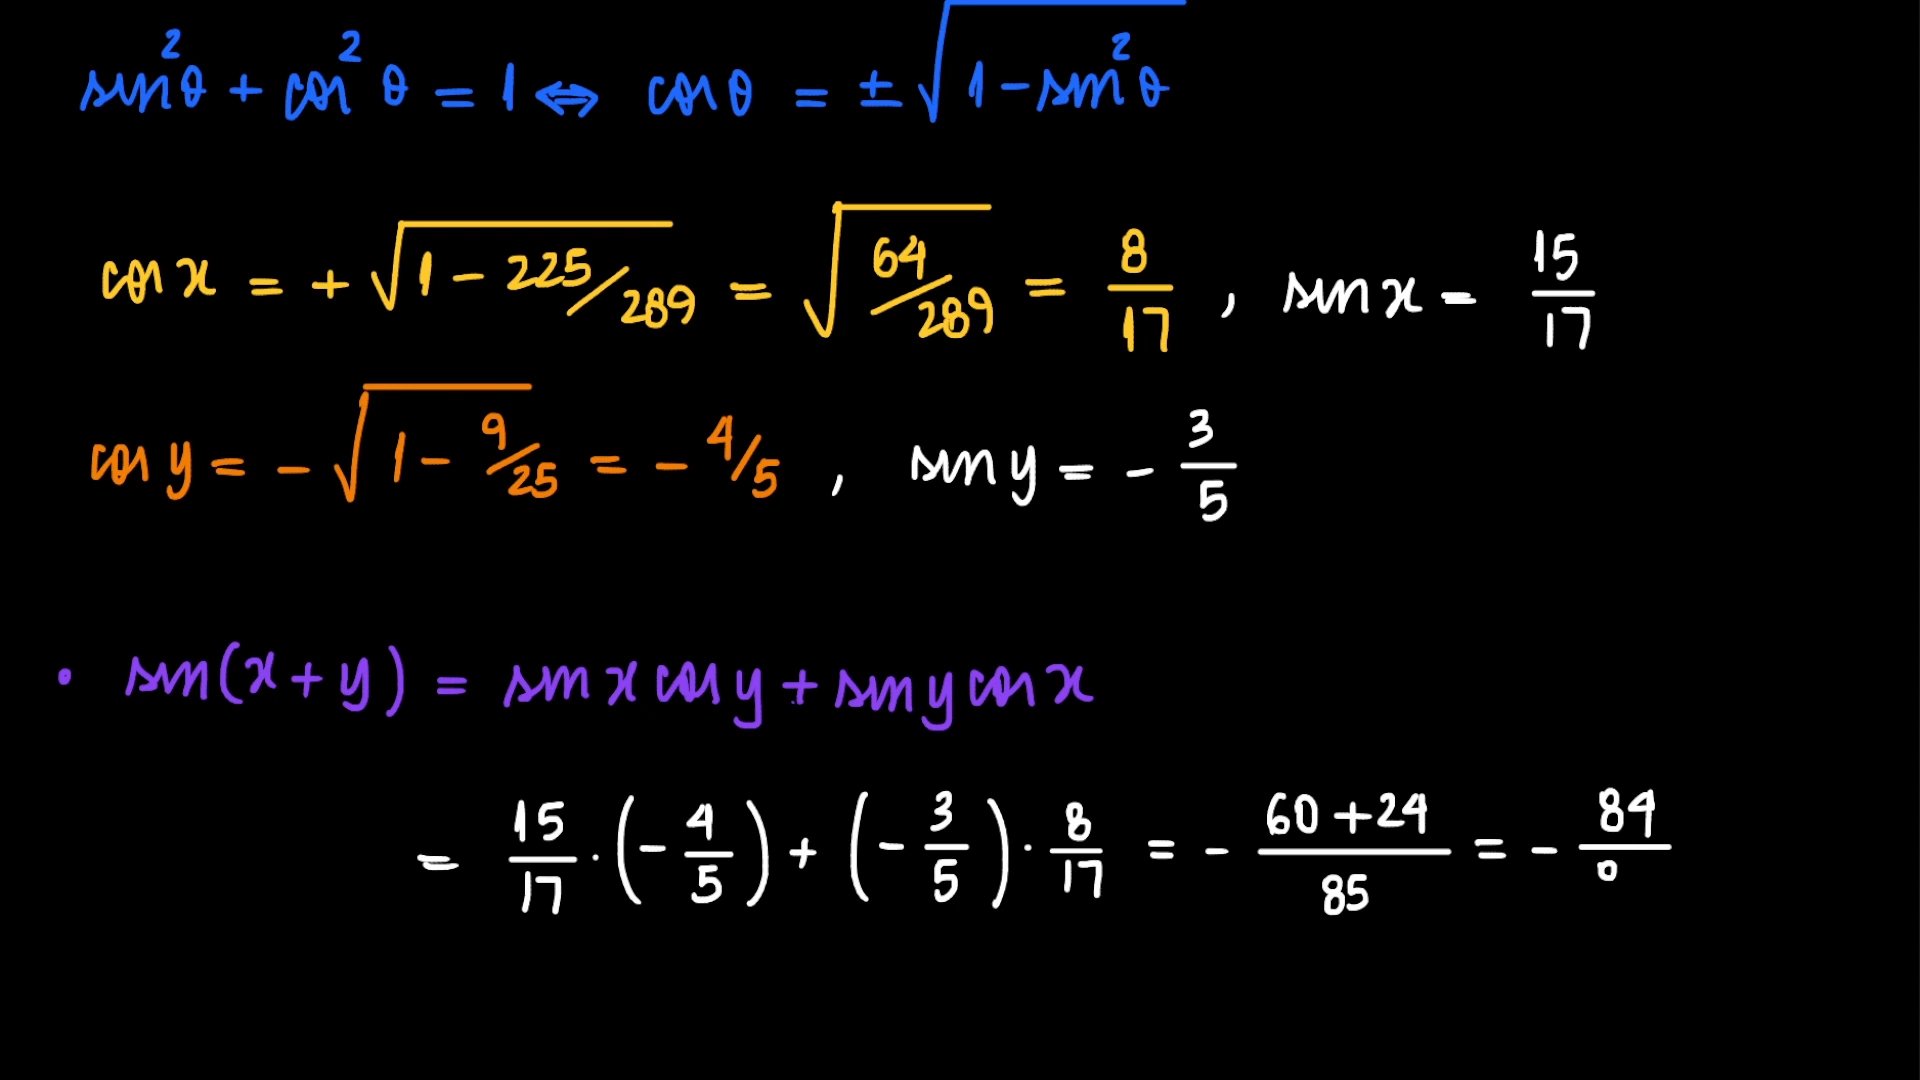 sin²θ + cos²θ = 1 ⇔ cos θ = ±√(1 - sin²θ)
cos x = +√(1 - 225/289) = √(64/289) = 8/17 , sin x = 15/17
cos y = -√(1 - 9/25) = -4/5 , sin y = -3/5
• sin(x + y) = sin x cos y + sin y cos x
= 15/17 · (-4/5) + (-3/5) · 8/17 = - (60 + 24)/85 = - 84/